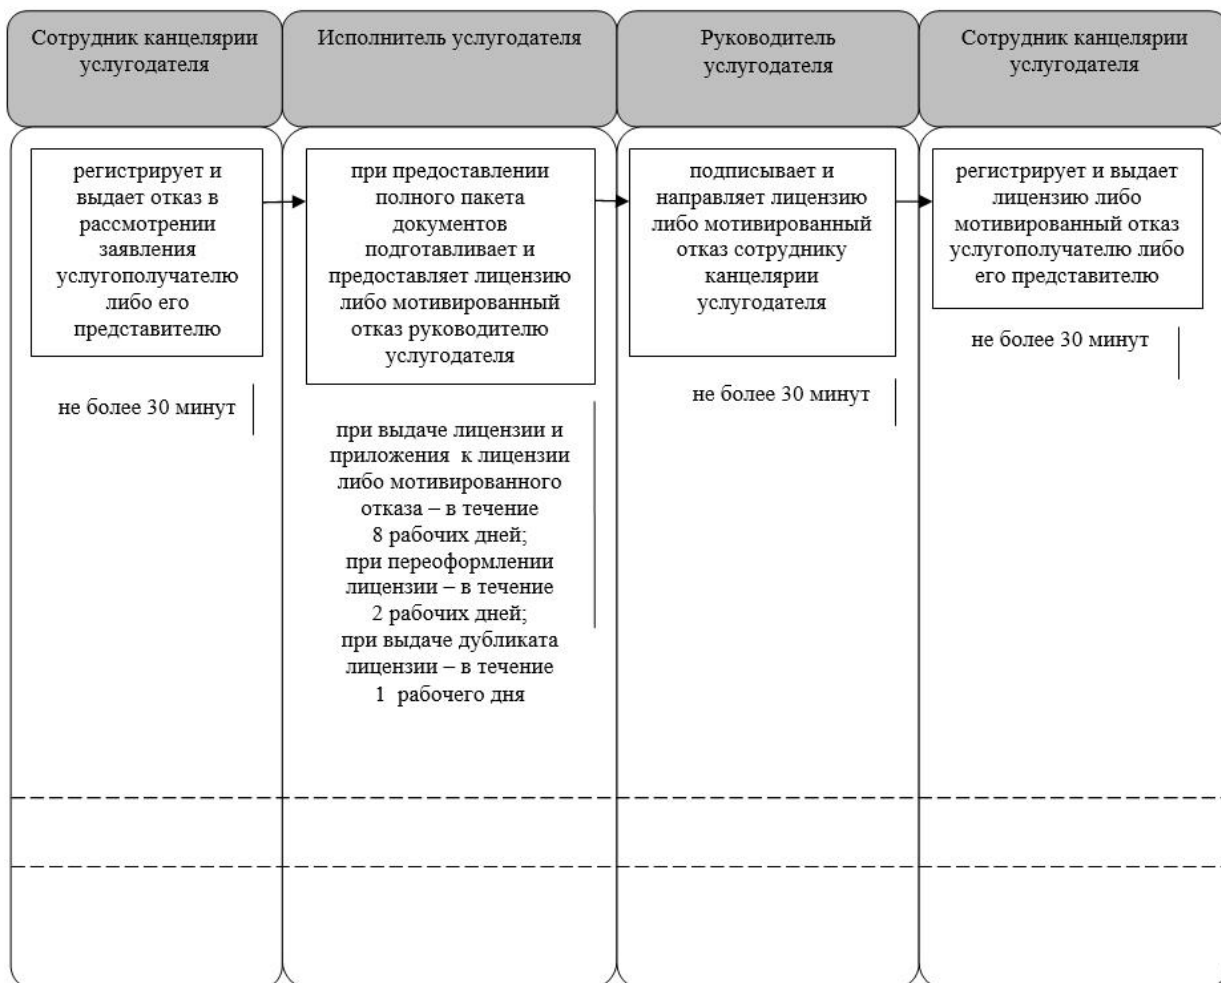 Сотрудник канцелярии
услугодателя
Исполнитель услугодателя
Руководитель
услугодателя
Сотрудник канцелярии
услугодателя
регистрирует и
выдает отказ в
рассмотрении
заявления
услугополучателю
либо его
представителю
не более 30 минут
при предоставлении
полного пакета
документов
подготавливает и
предоставляет лицензию
либо мотивированный
отказ руководителю
услугодателя
при выдаче лицензии и
приложения к лицензии
либо мотивированного
отказа – в течение
8 рабочих дней;
при переоформлении
лицензии – в течение
2 рабочих дней;
при выдаче дубликата
лицензии – в течение
1 рабочего дня
подписывает и
направляет лицензию
либо мотивированный
отказ сотруднику
канцелярии
услугодателя
не более 30 минут
регистрирует и выдает
лицензию либо
мотивированный отказ
услугополучателю либо
его представителю
не более 30 минут